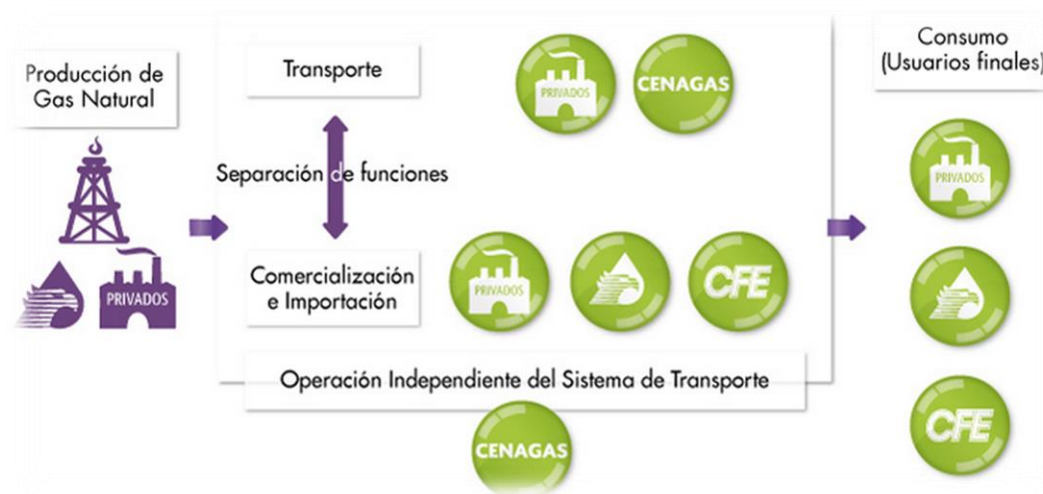 Producción de
Gas Natural
PRIVADOS
Transporte
PRIVADOS
CENAGAS
Separación de funciones
Comercialización
e Importación
PRIVADOS
CFE
Operación Independiente del Sistema de Transporte
CENAGAS
Consumo
(Usuarios finales)
PRIVADOS
CFE